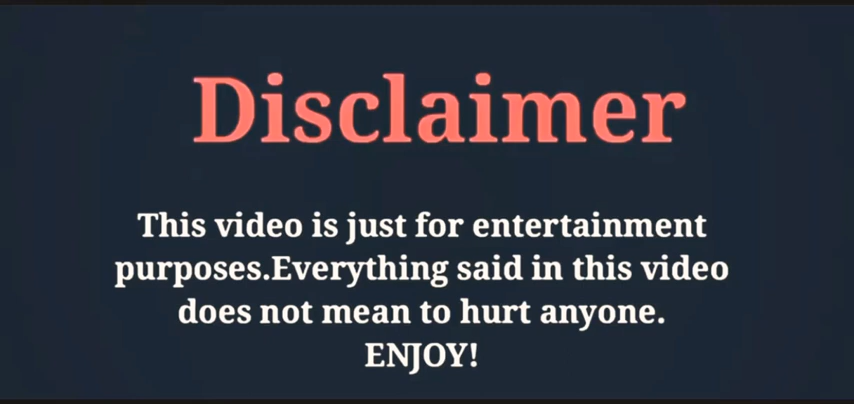 Disclaimer
This video is just for entertainment
purposes.Everything said in this video
does not mean to hurt anyone.
ENJOY!